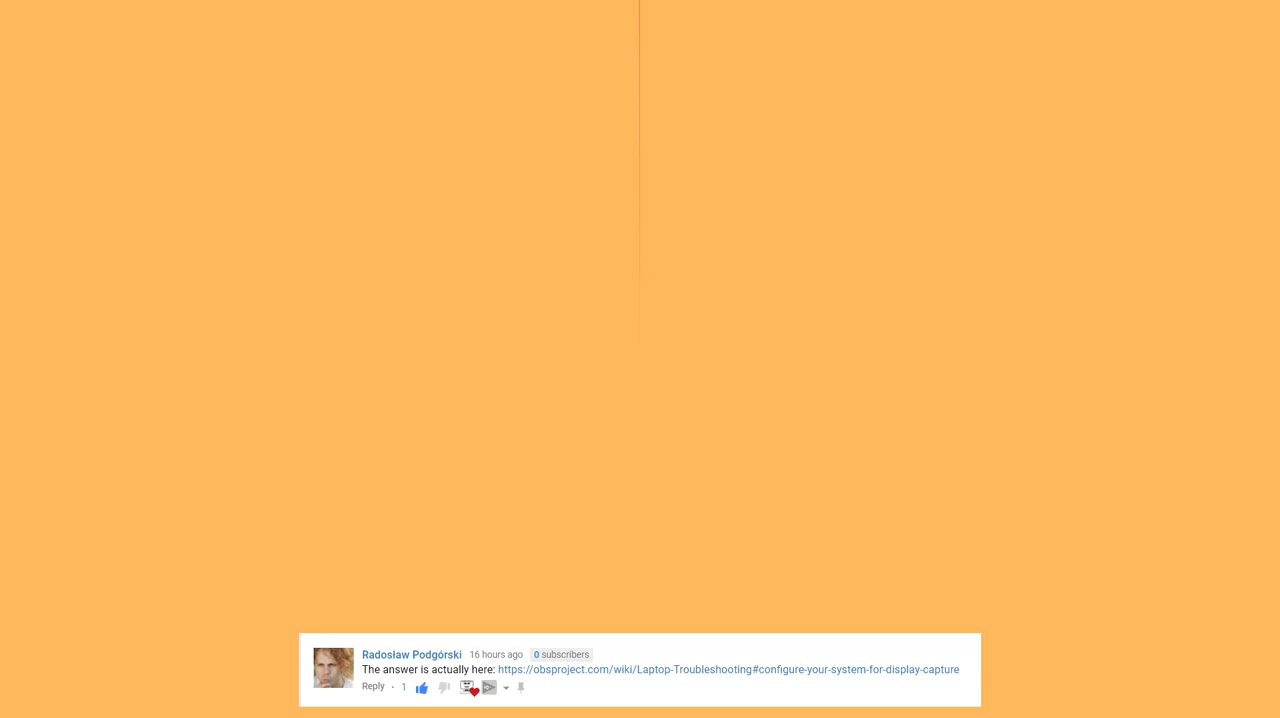 Radosław Podgórski 16 hours ago 0 subscribers
The answer is actually here: https://obsproject.com/wiki/Laptop-Troubleshooting#configure-your-system-for-display-capture
Reply · 1